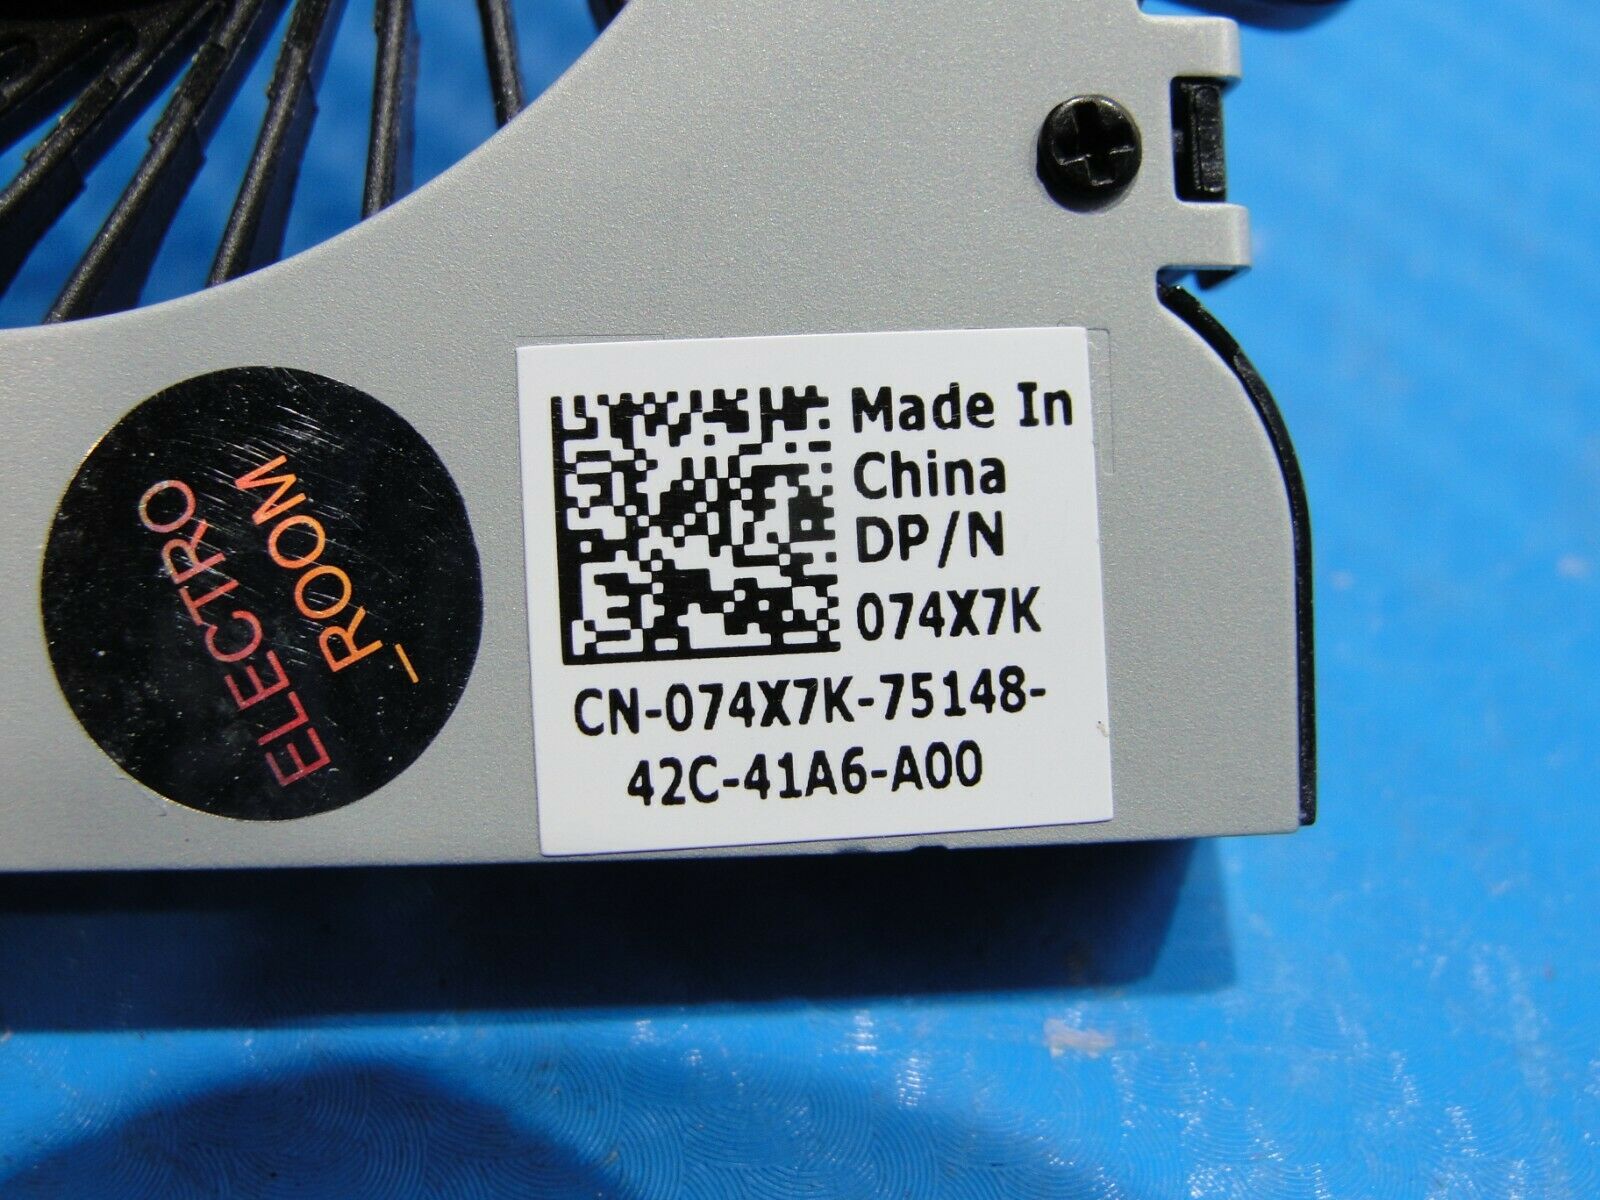 ELECTRO
_ROOM
Made In
China
DP/N
074X7K
CN-074X7K-75148-
42C-41A6-A00